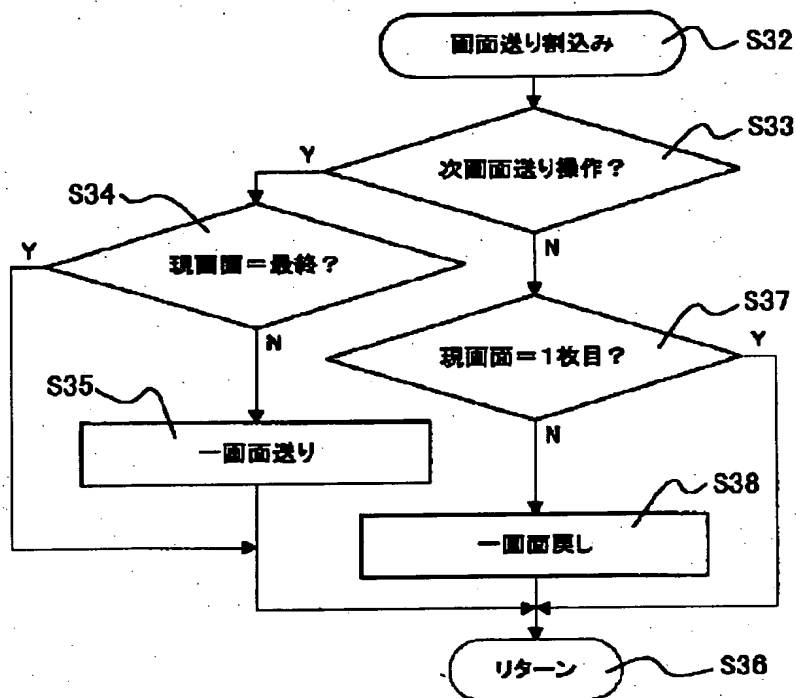 画面送り割込み
S32
S33
次画面送り操作?
Y
N
S34
Y
現画面=最終?
N
S37
現画面=1枚目?
Y
N
S35
一画面送り
S38
一画面戻し
リターン
S36